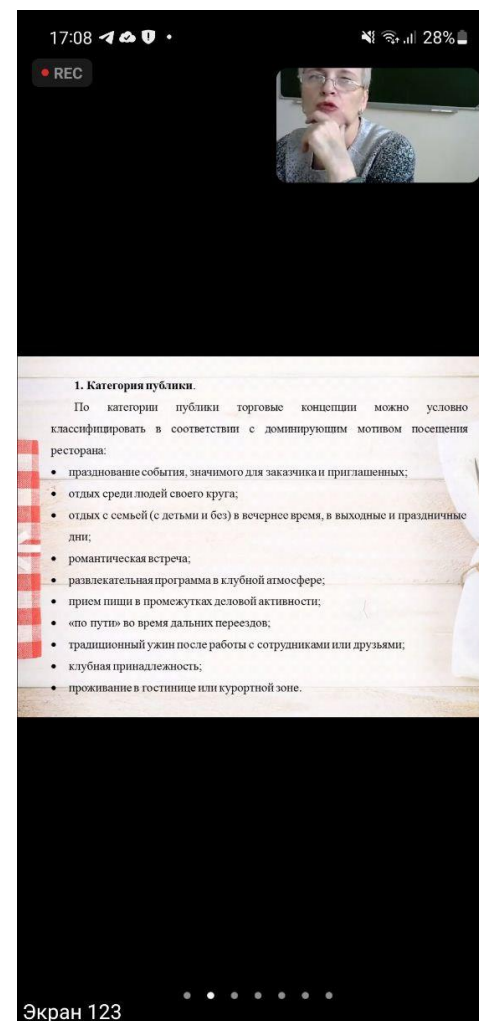 17:08
28%
REC
1. Категория публики.
По категории публики торговые концепции можно условно
классифицировать в соответствии с доминирующим мотивом посещения
ресторана:
• празднование события, значимого для заказчика и приглашенных;
• отдых среди людей своего круга;
• отдых с семьей (с детьми и без) в вечернее время, в выходные и праздничные
дни;
• романтическая встреча;
• развлекательная программа в клубной атмосфере;
• прием пищи в промежутках деловой активности;
• «по пути» во время дальних переездов;
• традиционный ужин после работы с сотрудниками или друзьями;
• клубная принадлежность;
• проживание в гостинице или курортной зоне.
Экран 123